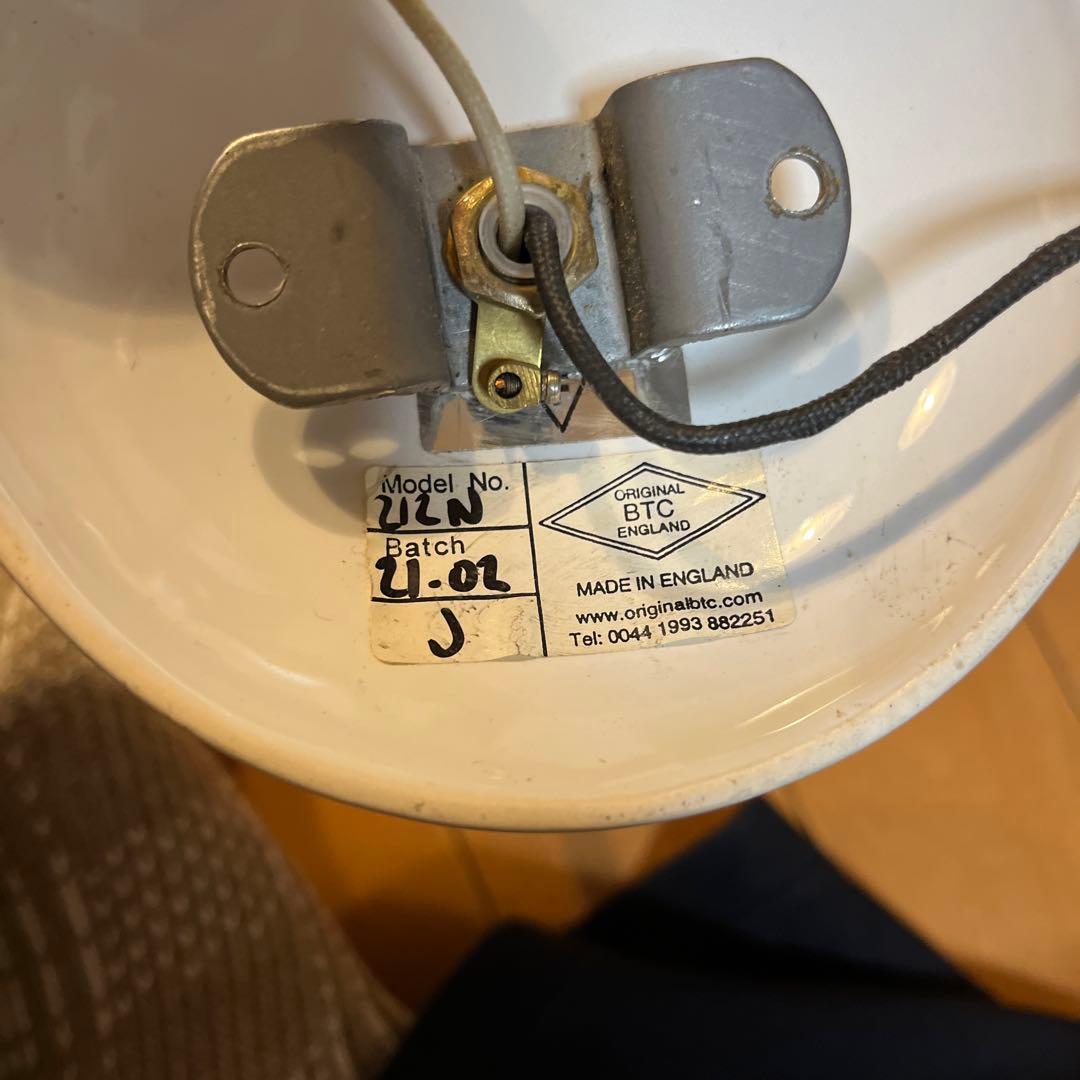 Model No.
212N
Batch
21.02
J
ORIGINAL
BTC
ENGLAND
MADE IN ENGLAND
www.originalbtc.com
Tel: 0044 1993 882251